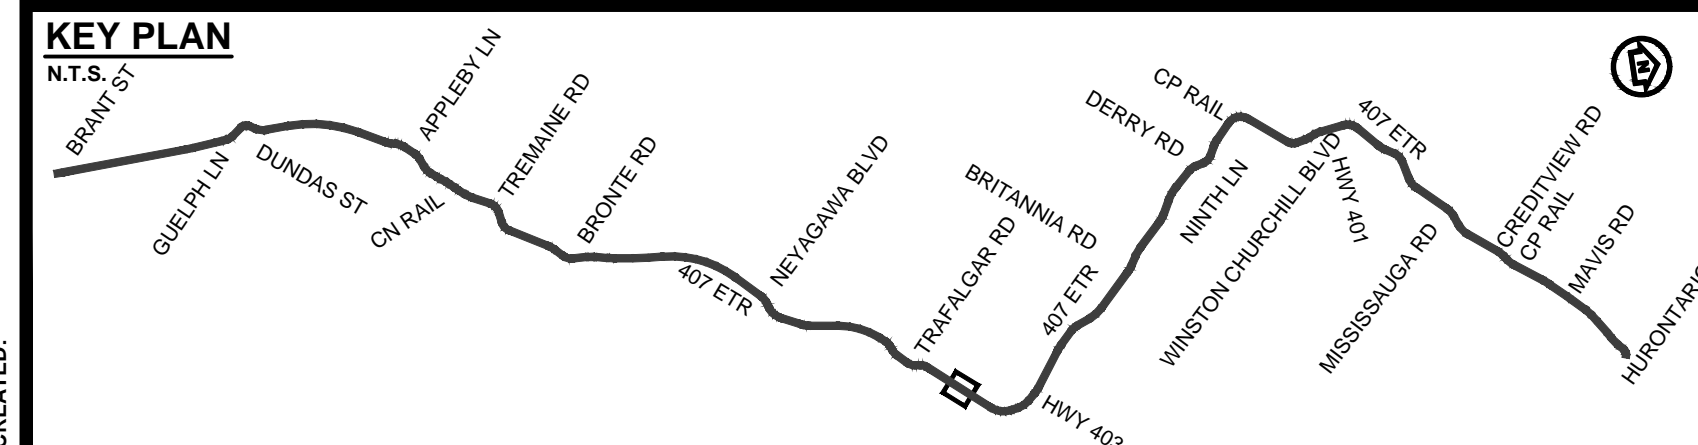 KEY PLAN
N.T.S.
BRANT ST
GUELPH LN
DUNDAS ST
CN RAIL
APPLEBY LN
TREMAINE RD
BRONTE RD
407 ETR
NEYAGAWA BLVD
TRAFALGAR RD
BRITANNIA RD
407 ETR
HWY 403
DERRY RD
CP RAIL
NINTH LN
WINSTON CHURCHILL BLVD
HWY 401
407 ETR
MISSISSAUGA RD
CREDITVIEW RD
CP RAIL
MAVIS RD
HURONTARIO
N
CREATED.